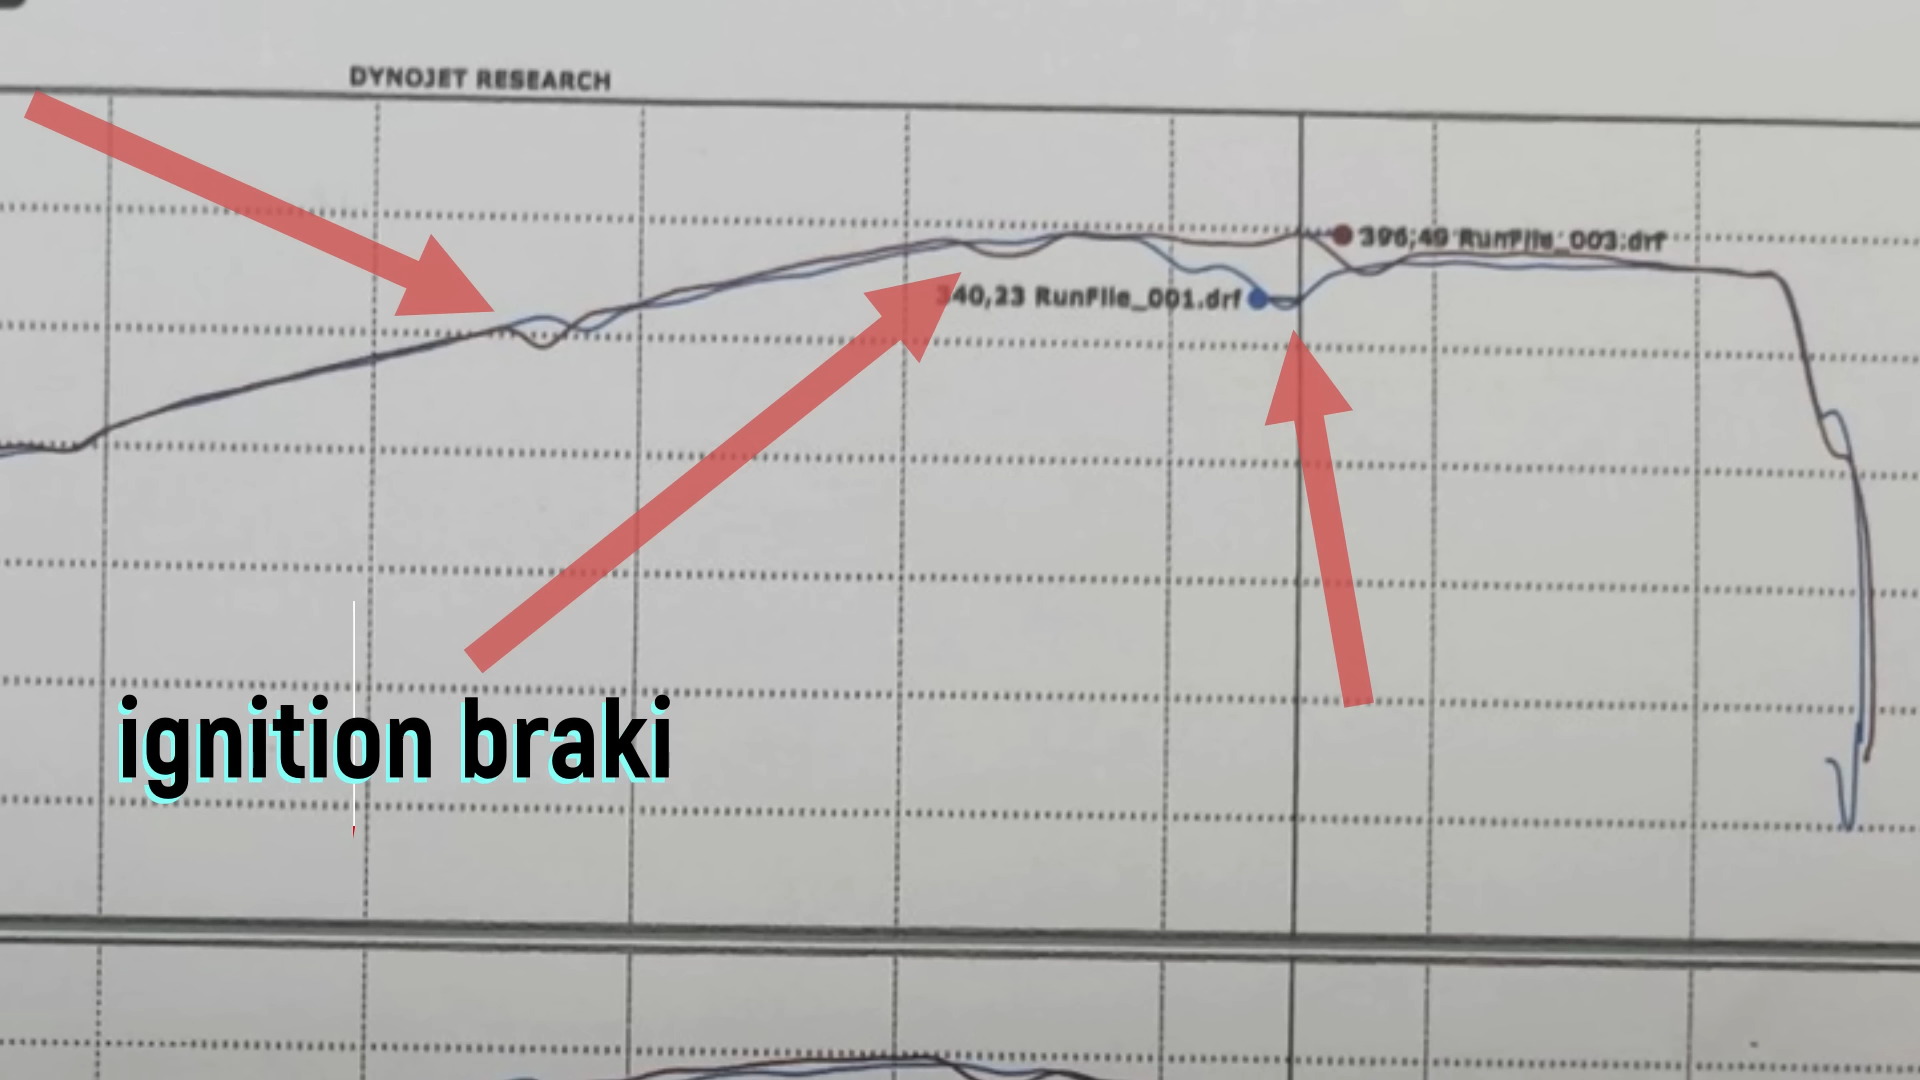 DYNOJET RESEARCH
396,49 RunFile_003.drf
340,23 RunFile_001.drf
ignition braki